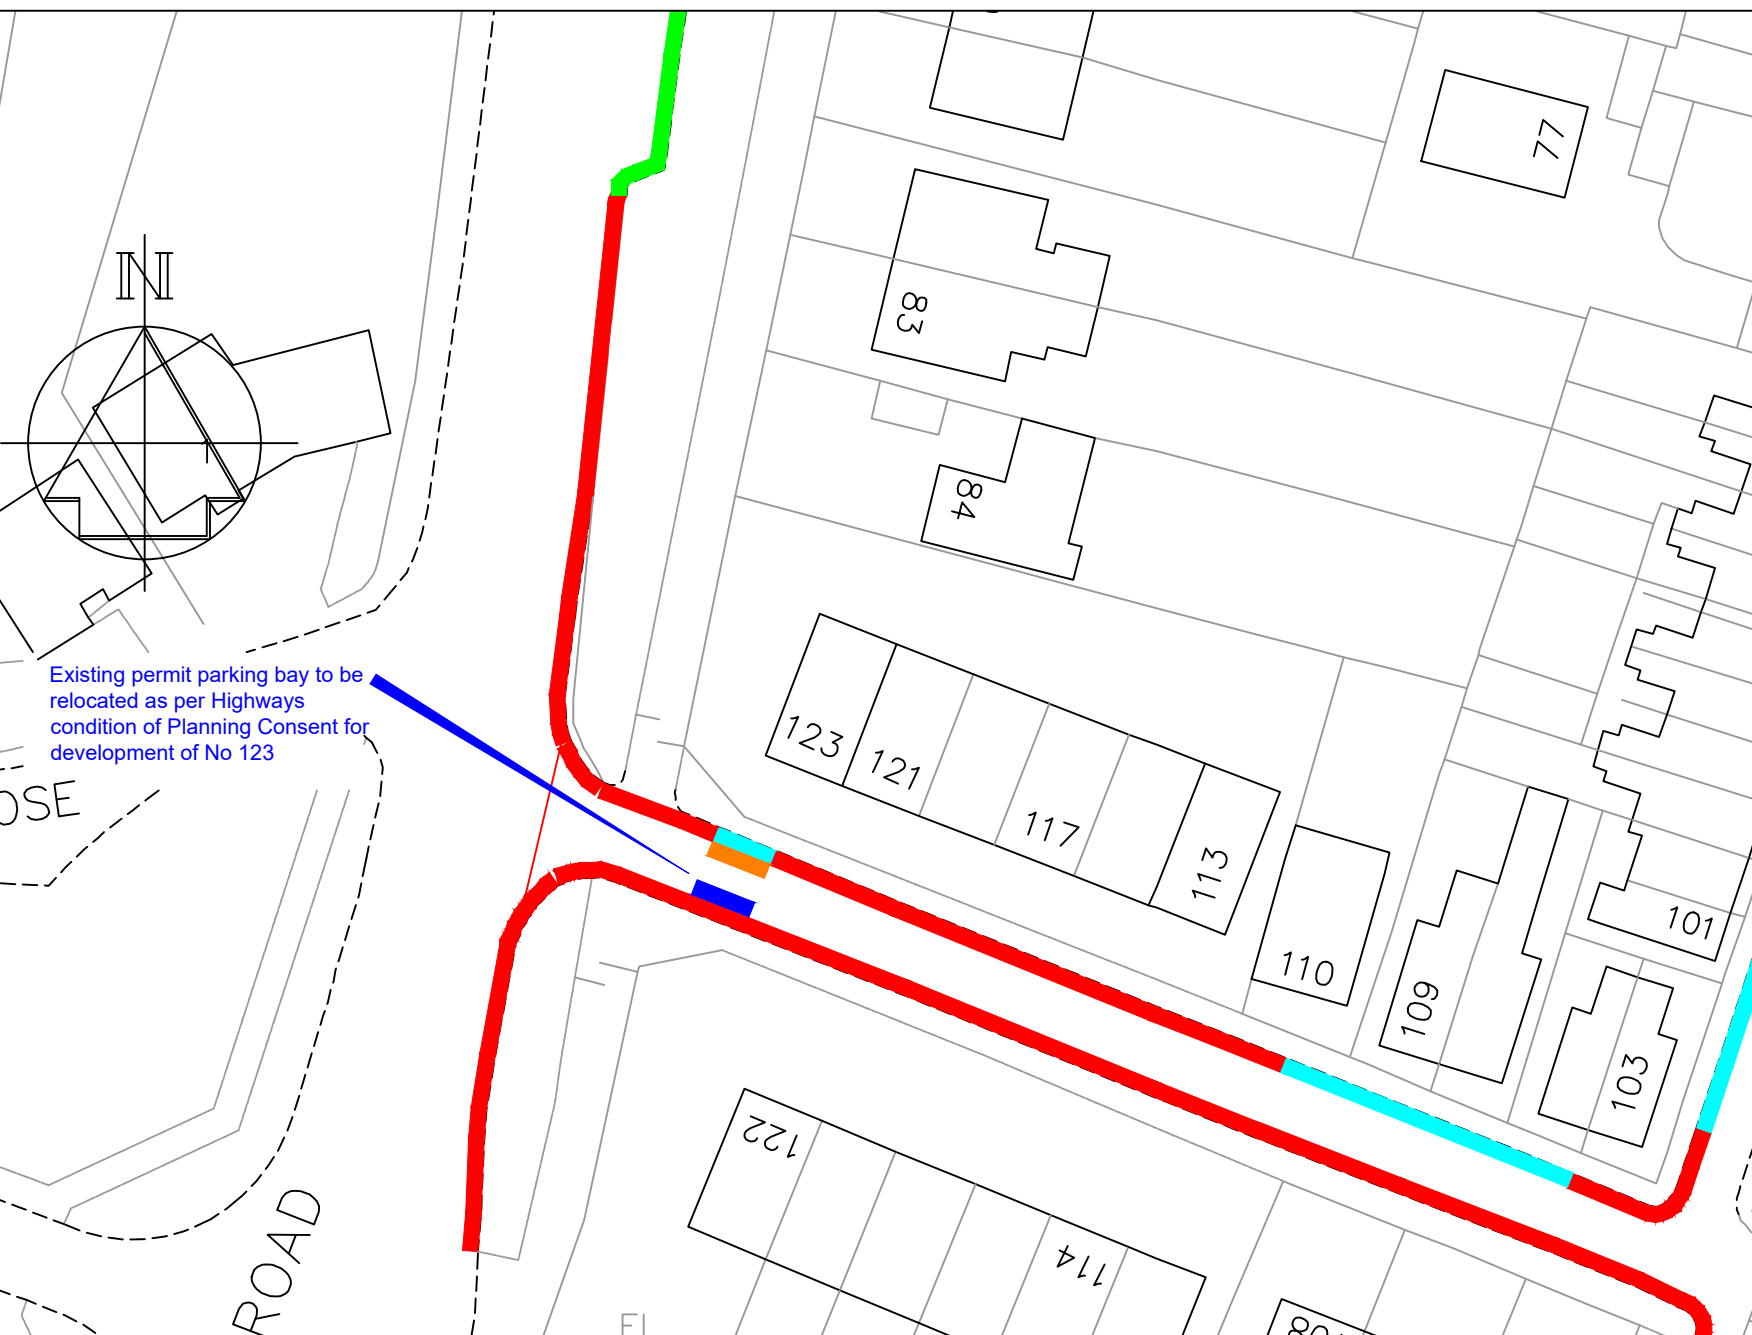 77
N
83
84
Existing permit parking bay to be
relocated as per Highways
condition of Planning Consent for
development of No 123
123
121
117
113
OSE
110
101
109
103
122
114
ROAD